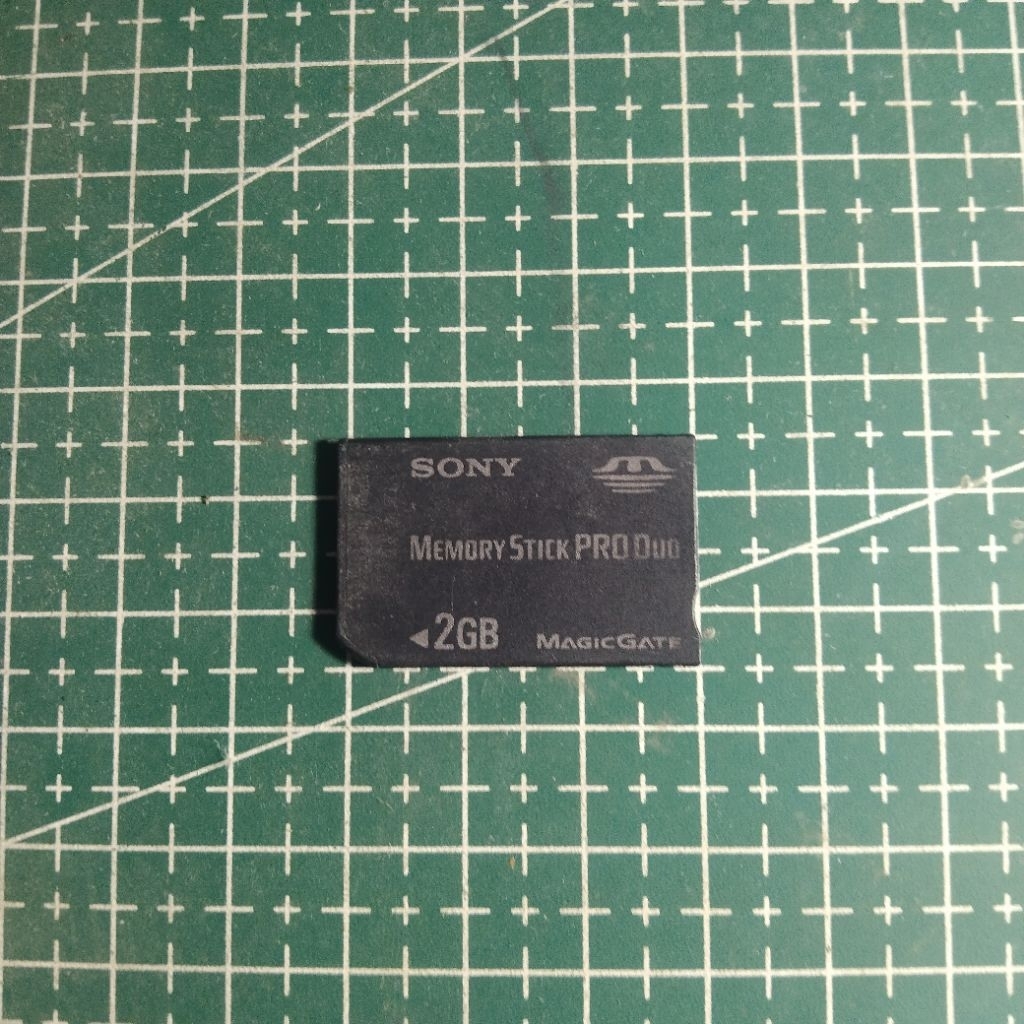 SONY
MEMORY STICK PRO DUO
◄2GB MAGICGATE